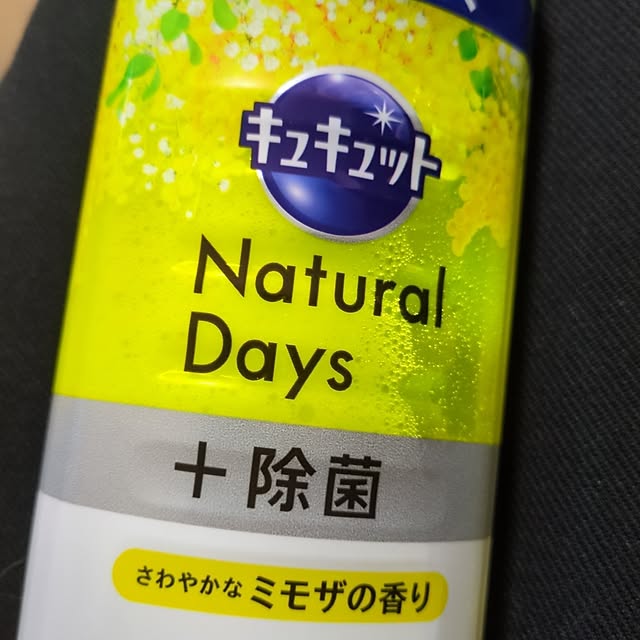 キュキュット
Natural
Days
＋除菌
さわやかな ミモザの香り